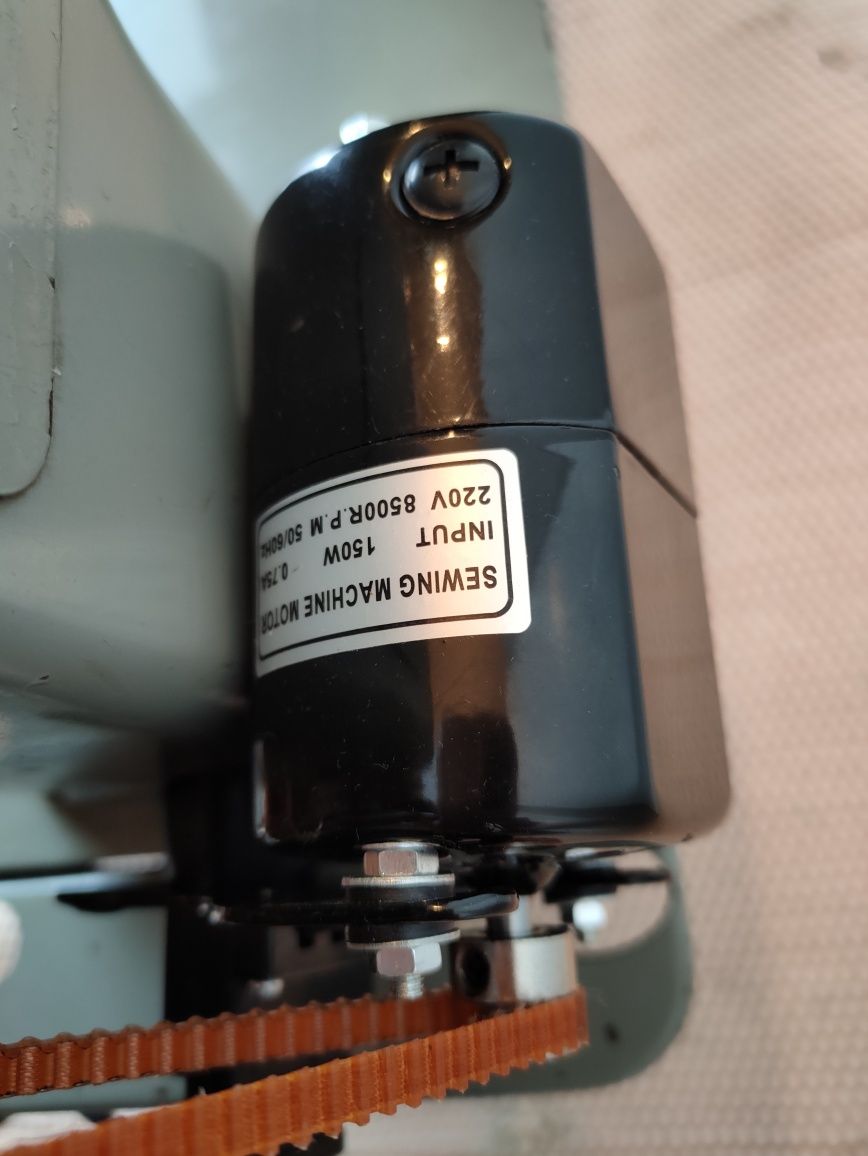 SEWING MACHINE MOTOR
INPUT 150W 0.75A
220V 8500R.P.M 50/60Hz